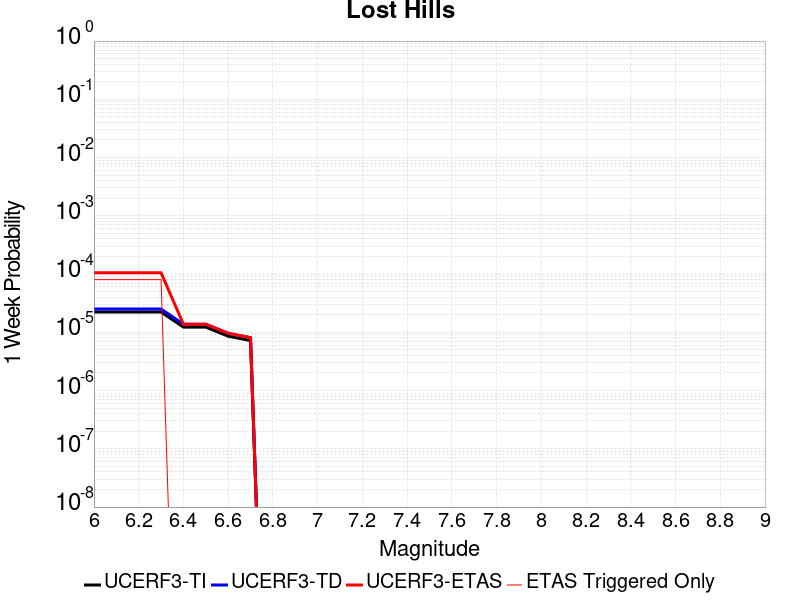 Lost Hills
10^0
10^-1
10^-2
10^-3
10^-4
10^-5
10^-6
10^-7
10^-8
1 Week Probability
6 6.2 6.4 6.6 6.8 7 7.2 7.4 7.6 7.8 8 8.2 8.4 8.6 8.8 9
Magnitude
UCERF3-TI UCERF3-TD UCERF3-ETAS ETAS Triggered Only